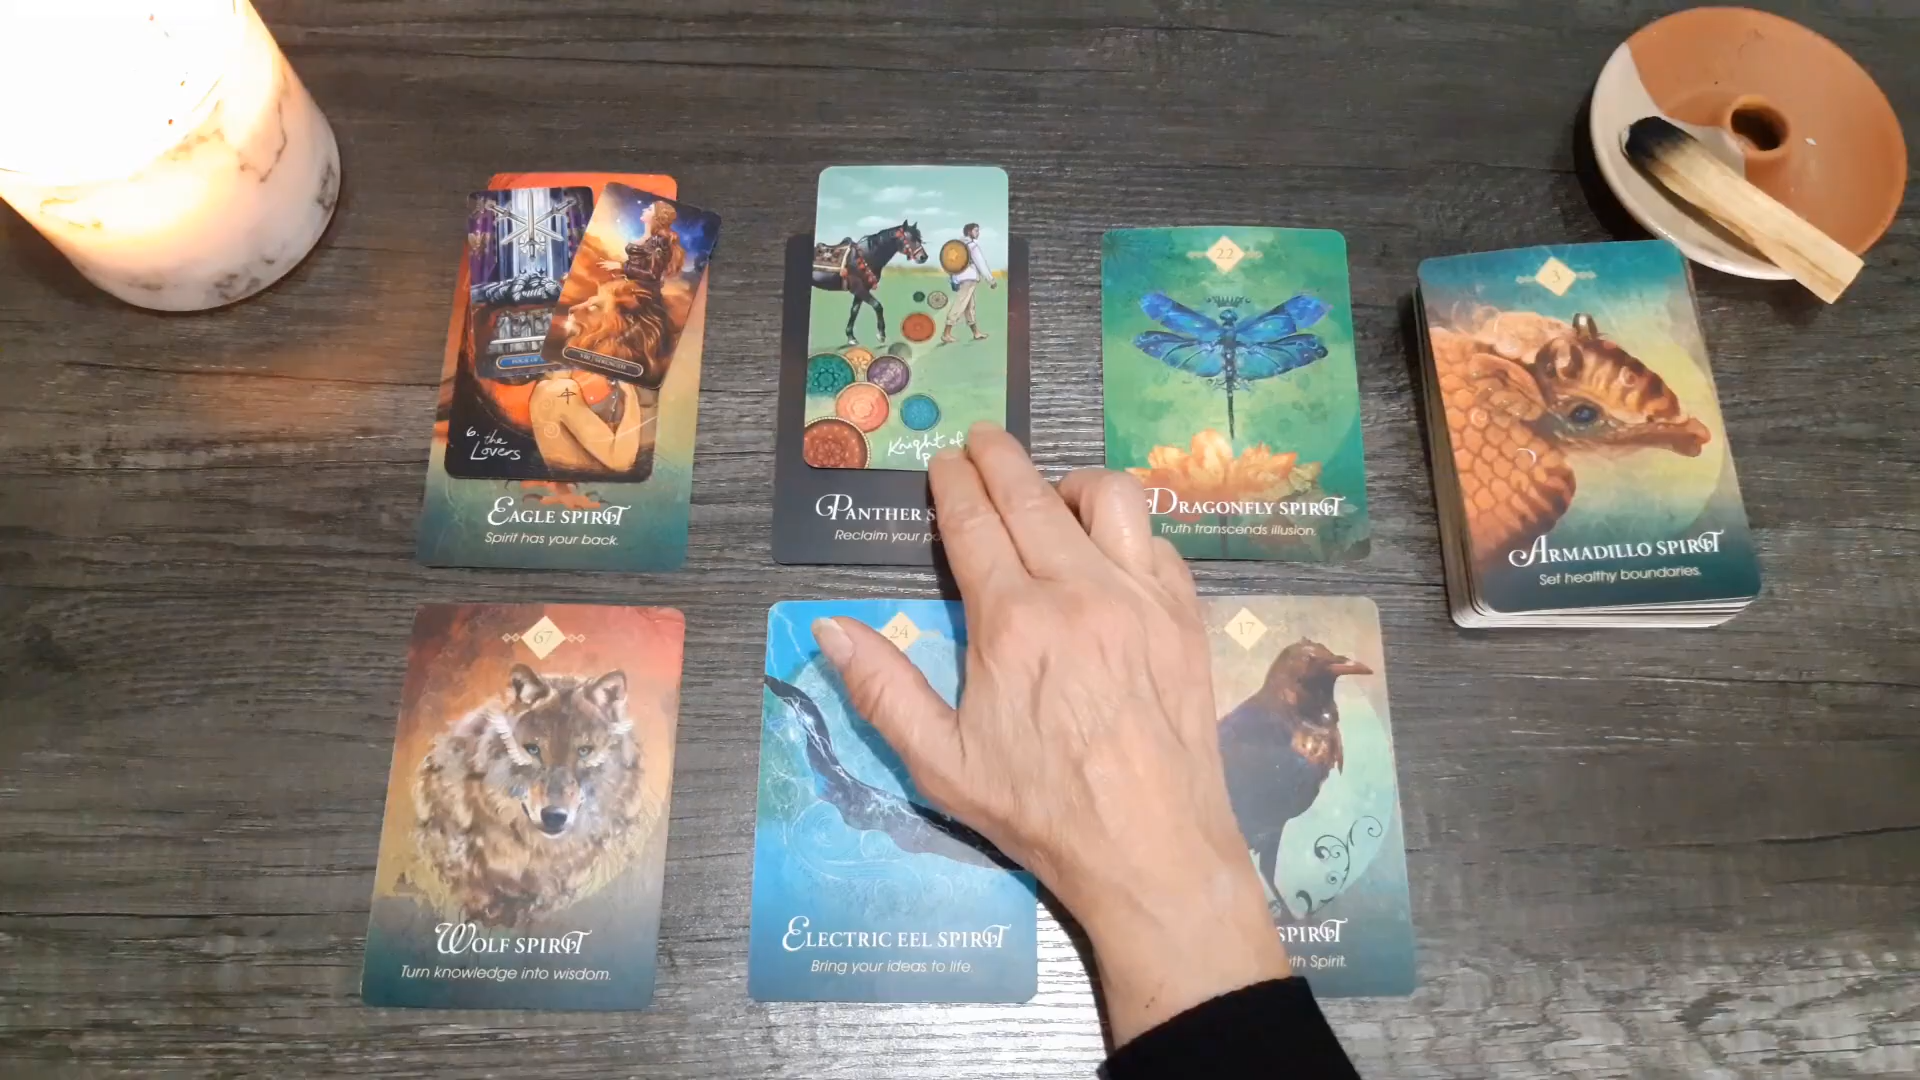 6. the
Lovers
EAGLE SPIRIT
Spirit has your back.
Knight of
PANTHER
Reclaim your
22
DRAGONFLY SPIRIT
Truth transcends illusion.
3
ARMADILLO SPIRIT
Set healthy boundaries.
67
WOLF SPIRIT
Turn knowledge into wisdom.
24
ELECTRIC EEL SPIRIT
Bring your ideas to life.
17
SPIRIT
Spirit.